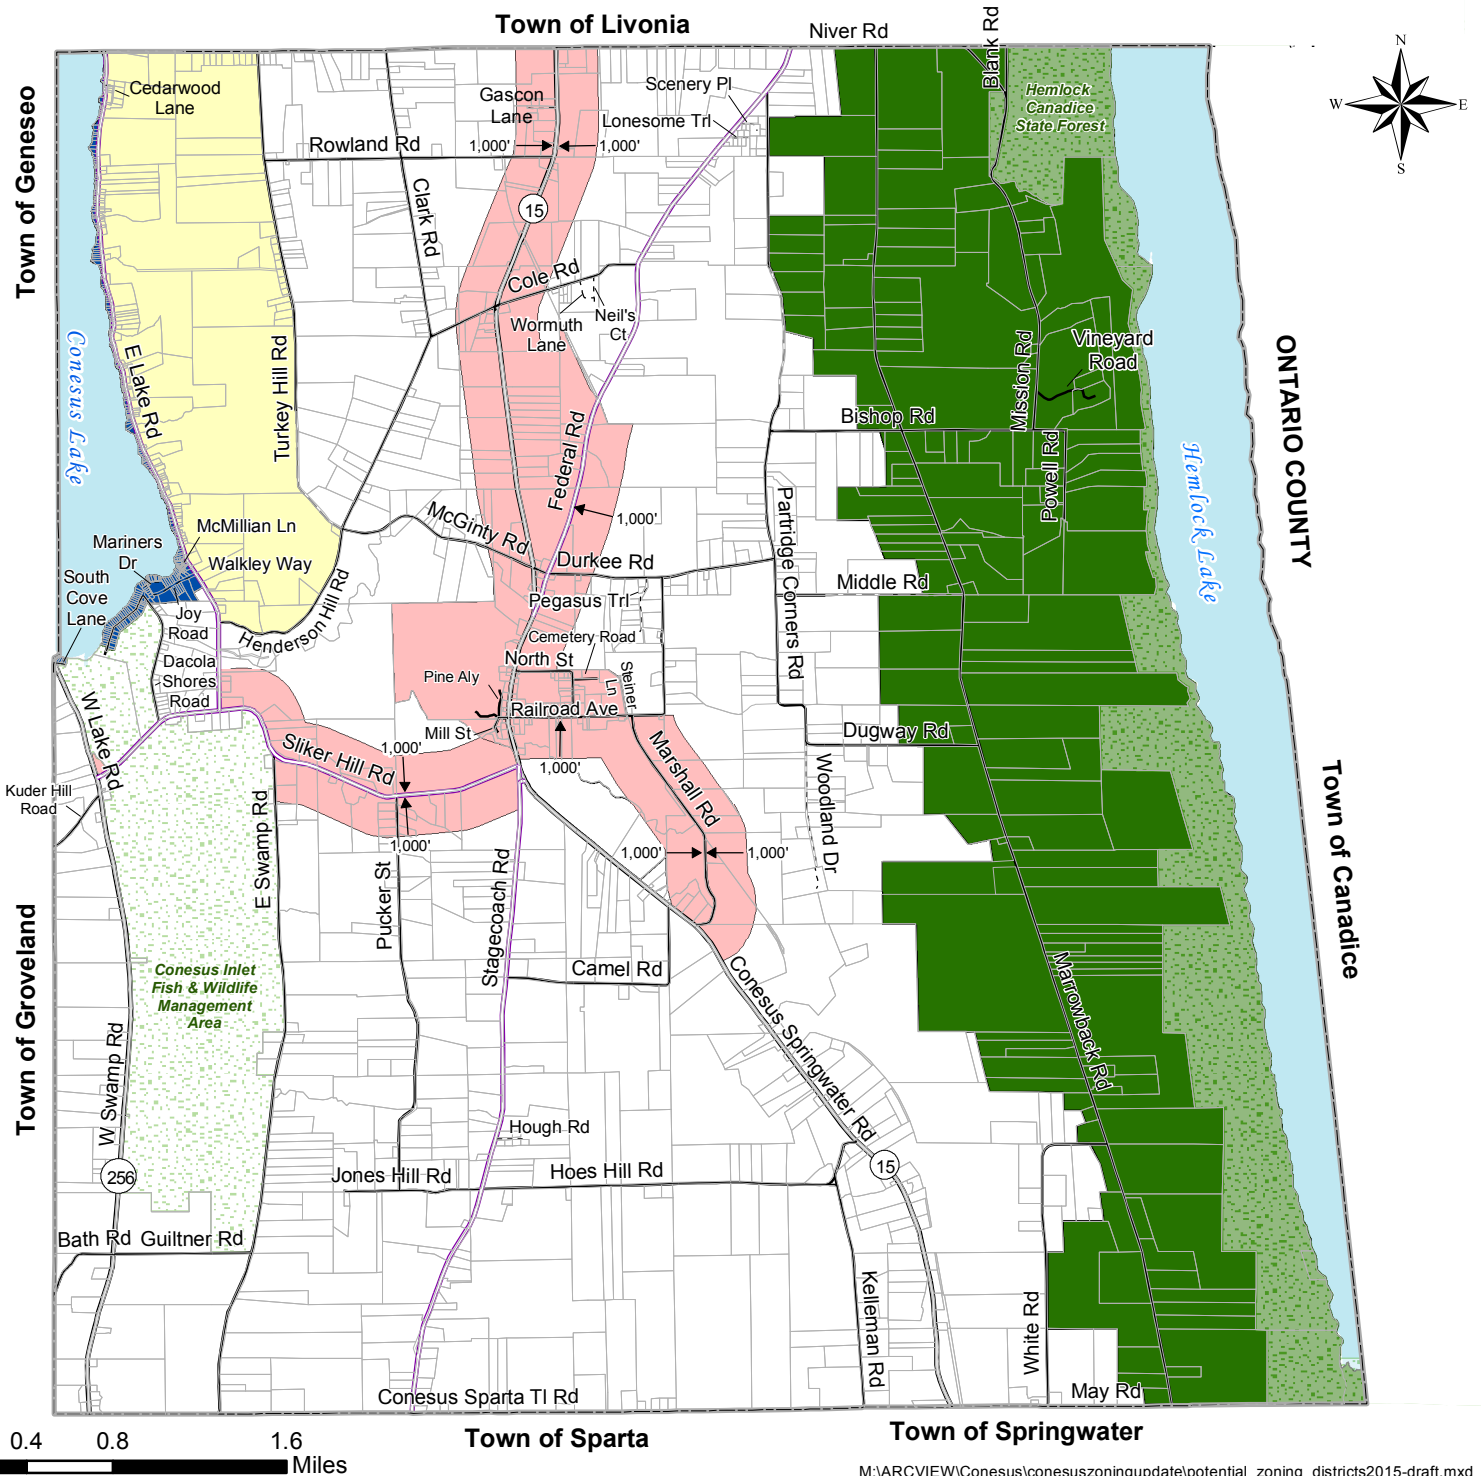 Town of Livonia
Niver Rd
Blank Rd
N
W
E
S
Cedarwood
Lane
Gascon
Lane
Scenery Pl
Lonesome Trl
Hemlock
Canadice
State Forest
Rowland Rd
1,000'
1,000'
Town of Geneseo
Clark Rd
15
Cole Rd
Wormuth
Lane
Neil's
Ct
Conesus Lake
E Lake Rd
Turkey Hill Rd
Mission Rd
Vineyard
Road
ONTARIO COUNTY
Bishop Rd
Federal Rd
Powell Rd
Hemlock Lake
McGinty Rd
1,000'
Partridge Corners Rd
McMillian Ln
Mariners
Dr
Walkley Way
South
Cove
Lane
Durkee Rd
Middle Rd
Joy
Road
Henderson Hill Rd
Pegasus Trl
Cemetery Road
Dacola
Shores
Road
North St
Pine Aly
Steiner
Ln
Railroad Ave
W Lake Rd
Mill St
Dugway Rd
Sliker Hill Rd
1,000'
1,000'
Marshall Rd
Woodland Dr
Town of Canadice
Kuder Hill
Road
E Swamp Rd
1,000'
1,000'
1,000'
Pucker St
Stagecoach Rd
Town of Groveland
Conesus Inlet
Fish & Wildlife
Management
Area
Camel Rd
Conesus Springwater Rd
Marrowback Rd
W Swamp Rd
Hough Rd
256
Jones Hill Rd
Hoes Hill Rd
15
Bath Rd
Guiltner Rd
Kelleman Rd
White Rd
Conesus Sparta Tl Rd
May Rd
0.4
0.8
1.6
Miles
Town of Sparta
Town of Springwater
M:\ARCVIEW\Conesus\conesuszoningupdate\potential_zoning_districts2015-draft.mxd